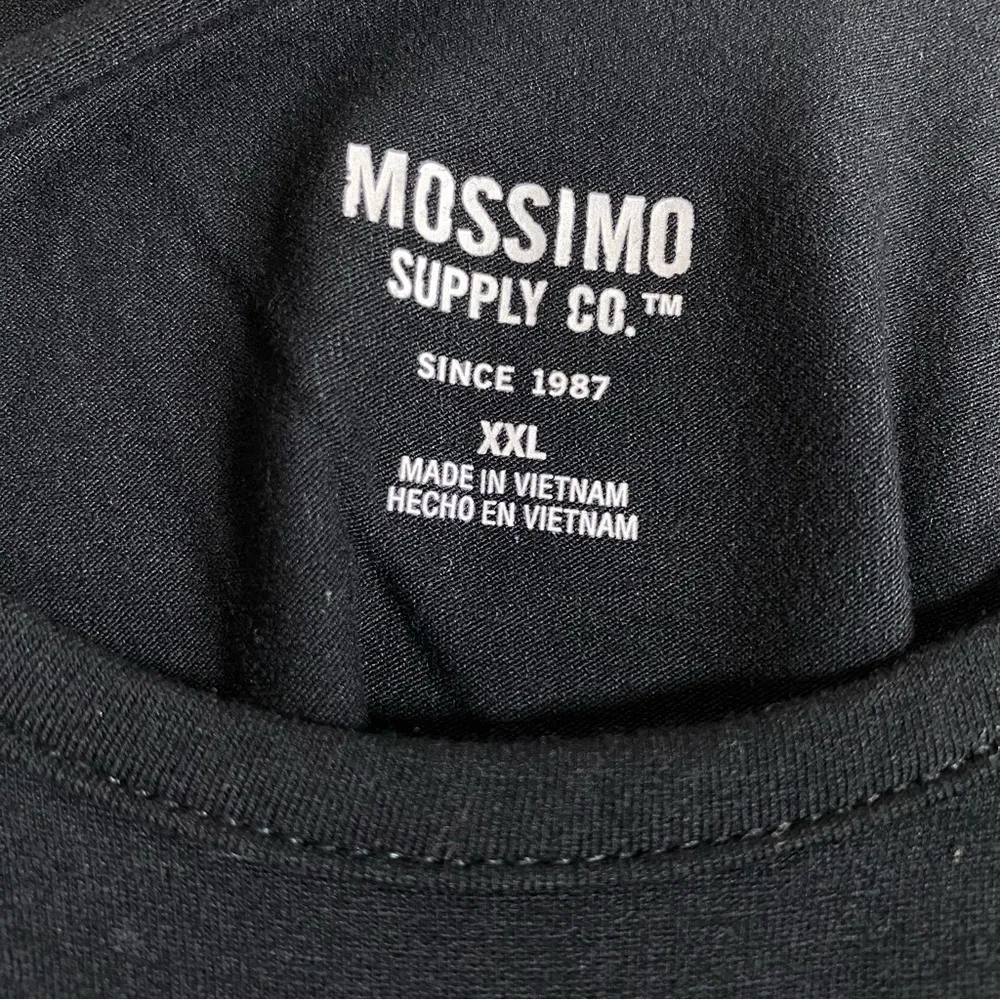 MOSSIMO
SUPPLY CO.™
SINCE 1987
XXL
MADE IN VIETNAM
HECHO EN VIETNAM